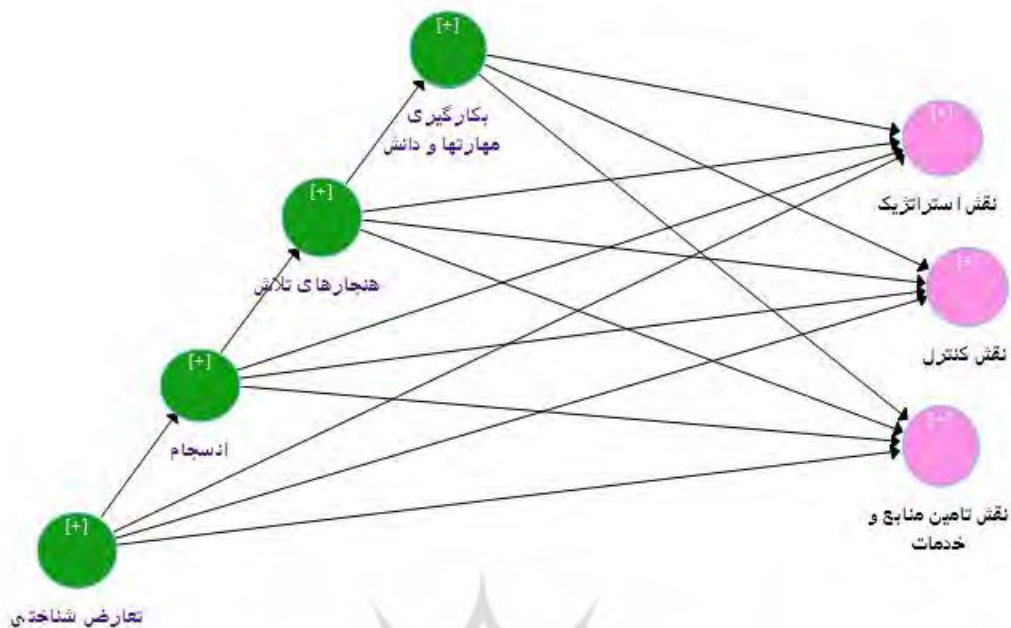 [+]
بکارگیری
مهارتها و دانش
[+]
نقش استراتژیک
[+]
هنجارهای تلاش
[+]
نقش کنترل
[+]
انسجام
[+]
نقش تامین منابع و
خدمات
[+]
تعارض شناختی
[+]